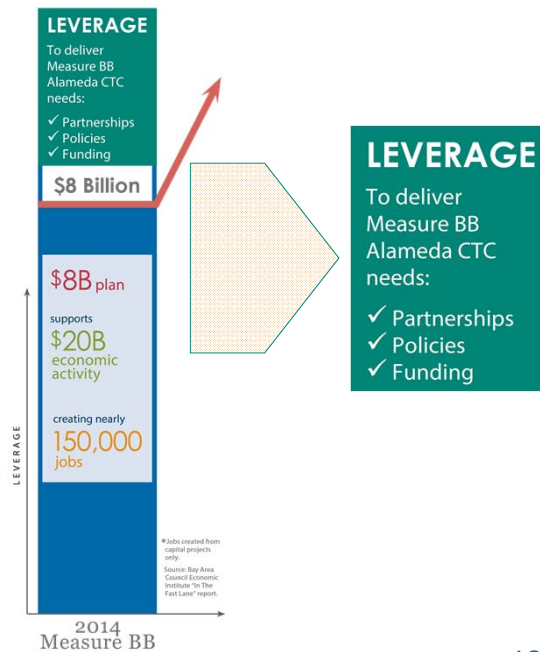 LEVERAGE
To deliver
Measure BB
Alameda CTC
needs:
✓ Partnerships
✓ Policies
✓ Funding
$8 Billion
$8B plan
supports
$20B
economic
activity
creating nearly
150,000
jobs
LEVERAGE
*Jobs created from
capital projects
only.
Source: Bay Area
Council Economic
Institute "In The
Fast Lane" report.
2014
Measure BB
LEVERAGE
To deliver
Measure BB
Alameda CTC
needs:
✓ Partnerships
✓ Policies
✓ Funding